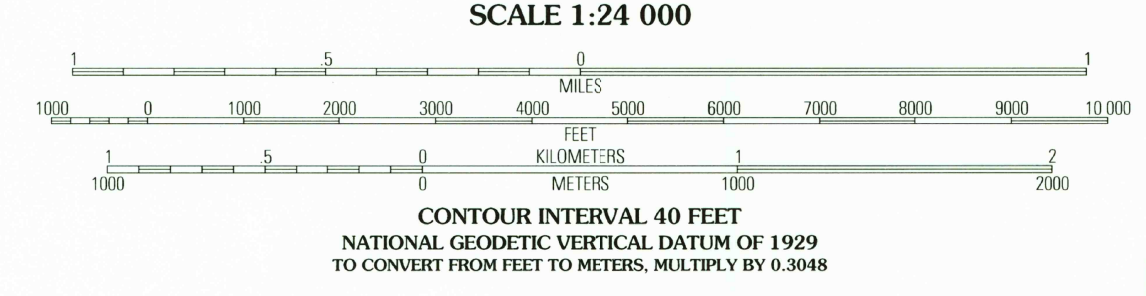 SCALE 1:24 000
1 .5 0 1
MILES
1000 0 1000 2000 3000 4000 5000 6000 7000 8000 9000 10 000
FEET
1 .5 0 KILOMETERS 1 2
1000 0 METERS 1000 2000
CONTOUR INTERVAL 40 FEET
NATIONAL GEODETIC VERTICAL DATUM OF 1929
TO CONVERT FROM FEET TO METERS, MULTIPLY BY 0.3048